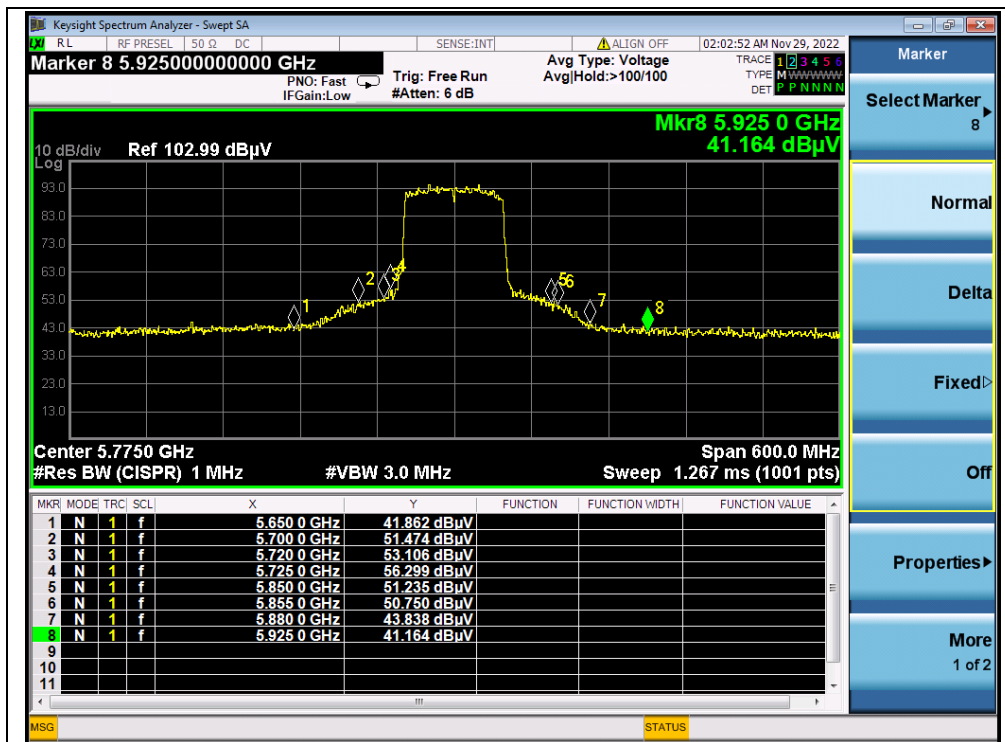 Keysight Spectrum Analyzer - Swept SA
LXI RL RF PRESEL 50 Ω DC SENSE:INT ALIGN OFF 02:02:52 AM Nov 29, 2022
Marker 8 5.925000000000 GHz
PNO: Fast
IFGain:Low
Trig: Free Run
#Atten: 6 dB
Avg Type: Voltage
Avg|Hold:>100/100
TRACE 1 2 3 4 5 6
TYPE M W W W W W
DET P P N N N N
Mkr8 5.925 0 GHz
41.164 dBµV
10 dB/div Ref 102.99 dBµV
Log
93.0
83.0
73.0
63.0
53.0
43.0
33.0
23.0
13.0
1
2
3
4
5
6
7
8
Center 5.7750 GHz Span 600.0 MHz
#Res BW (CISPR) 1 MHz #VBW 3.0 MHz Sweep 1.267 ms (1001 pts)
MKR MODE TRC SCL X Y FUNCTION FUNCTION WIDTH FUNCTION VALUE
1 N 1 f 5.650 0 GHz 41.862 dBµV
2 N 1 f 5.700 0 GHz 51.474 dBµV
3 N 1 f 5.720 0 GHz 53.106 dBµV
4 N 1 f 5.725 0 GHz 56.299 dBµV
5 N 1 f 5.850 0 GHz 51.235 dBµV
6 N 1 f 5.855 0 GHz 50.750 dBµV
7 N 1 f 5.880 0 GHz 43.838 dBµV
8 N 1 f 5.925 0 GHz 41.164 dBµV
9
10
11
MSG STATUS
Marker
Select Marker
8
Normal
Delta
Fixed
Off
Properties
More
1 of 2